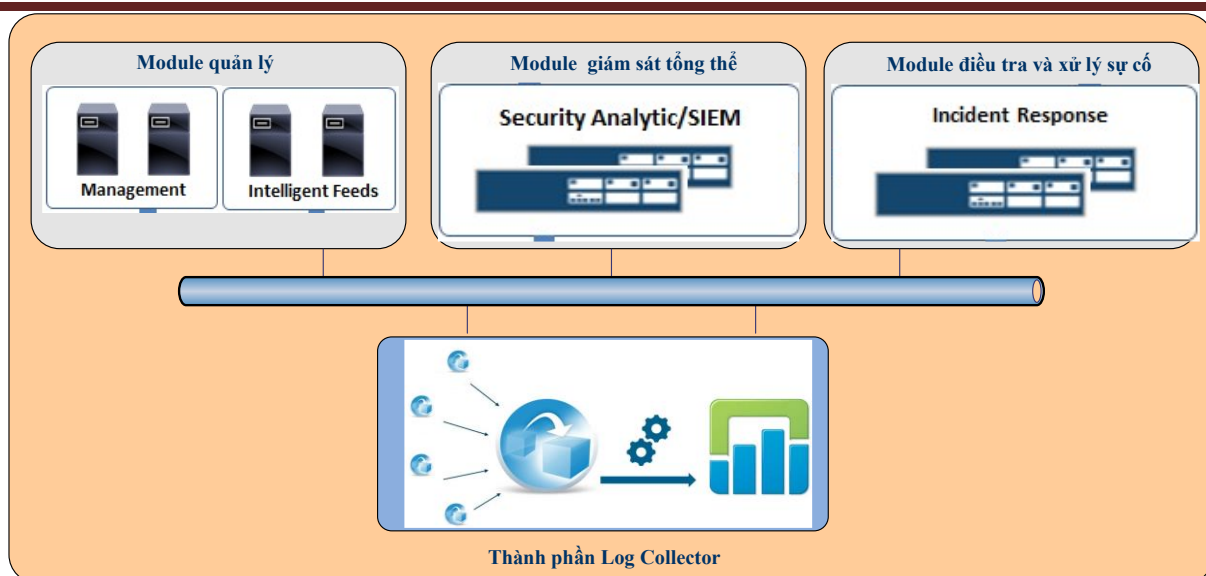 Module quản lý
Management
Intelligent Feeds
Module giám sát tổng thể
Security Analytic/SIEM
Module điều tra và xử lý sự cố
Incident Response
Thành phần Log Collector